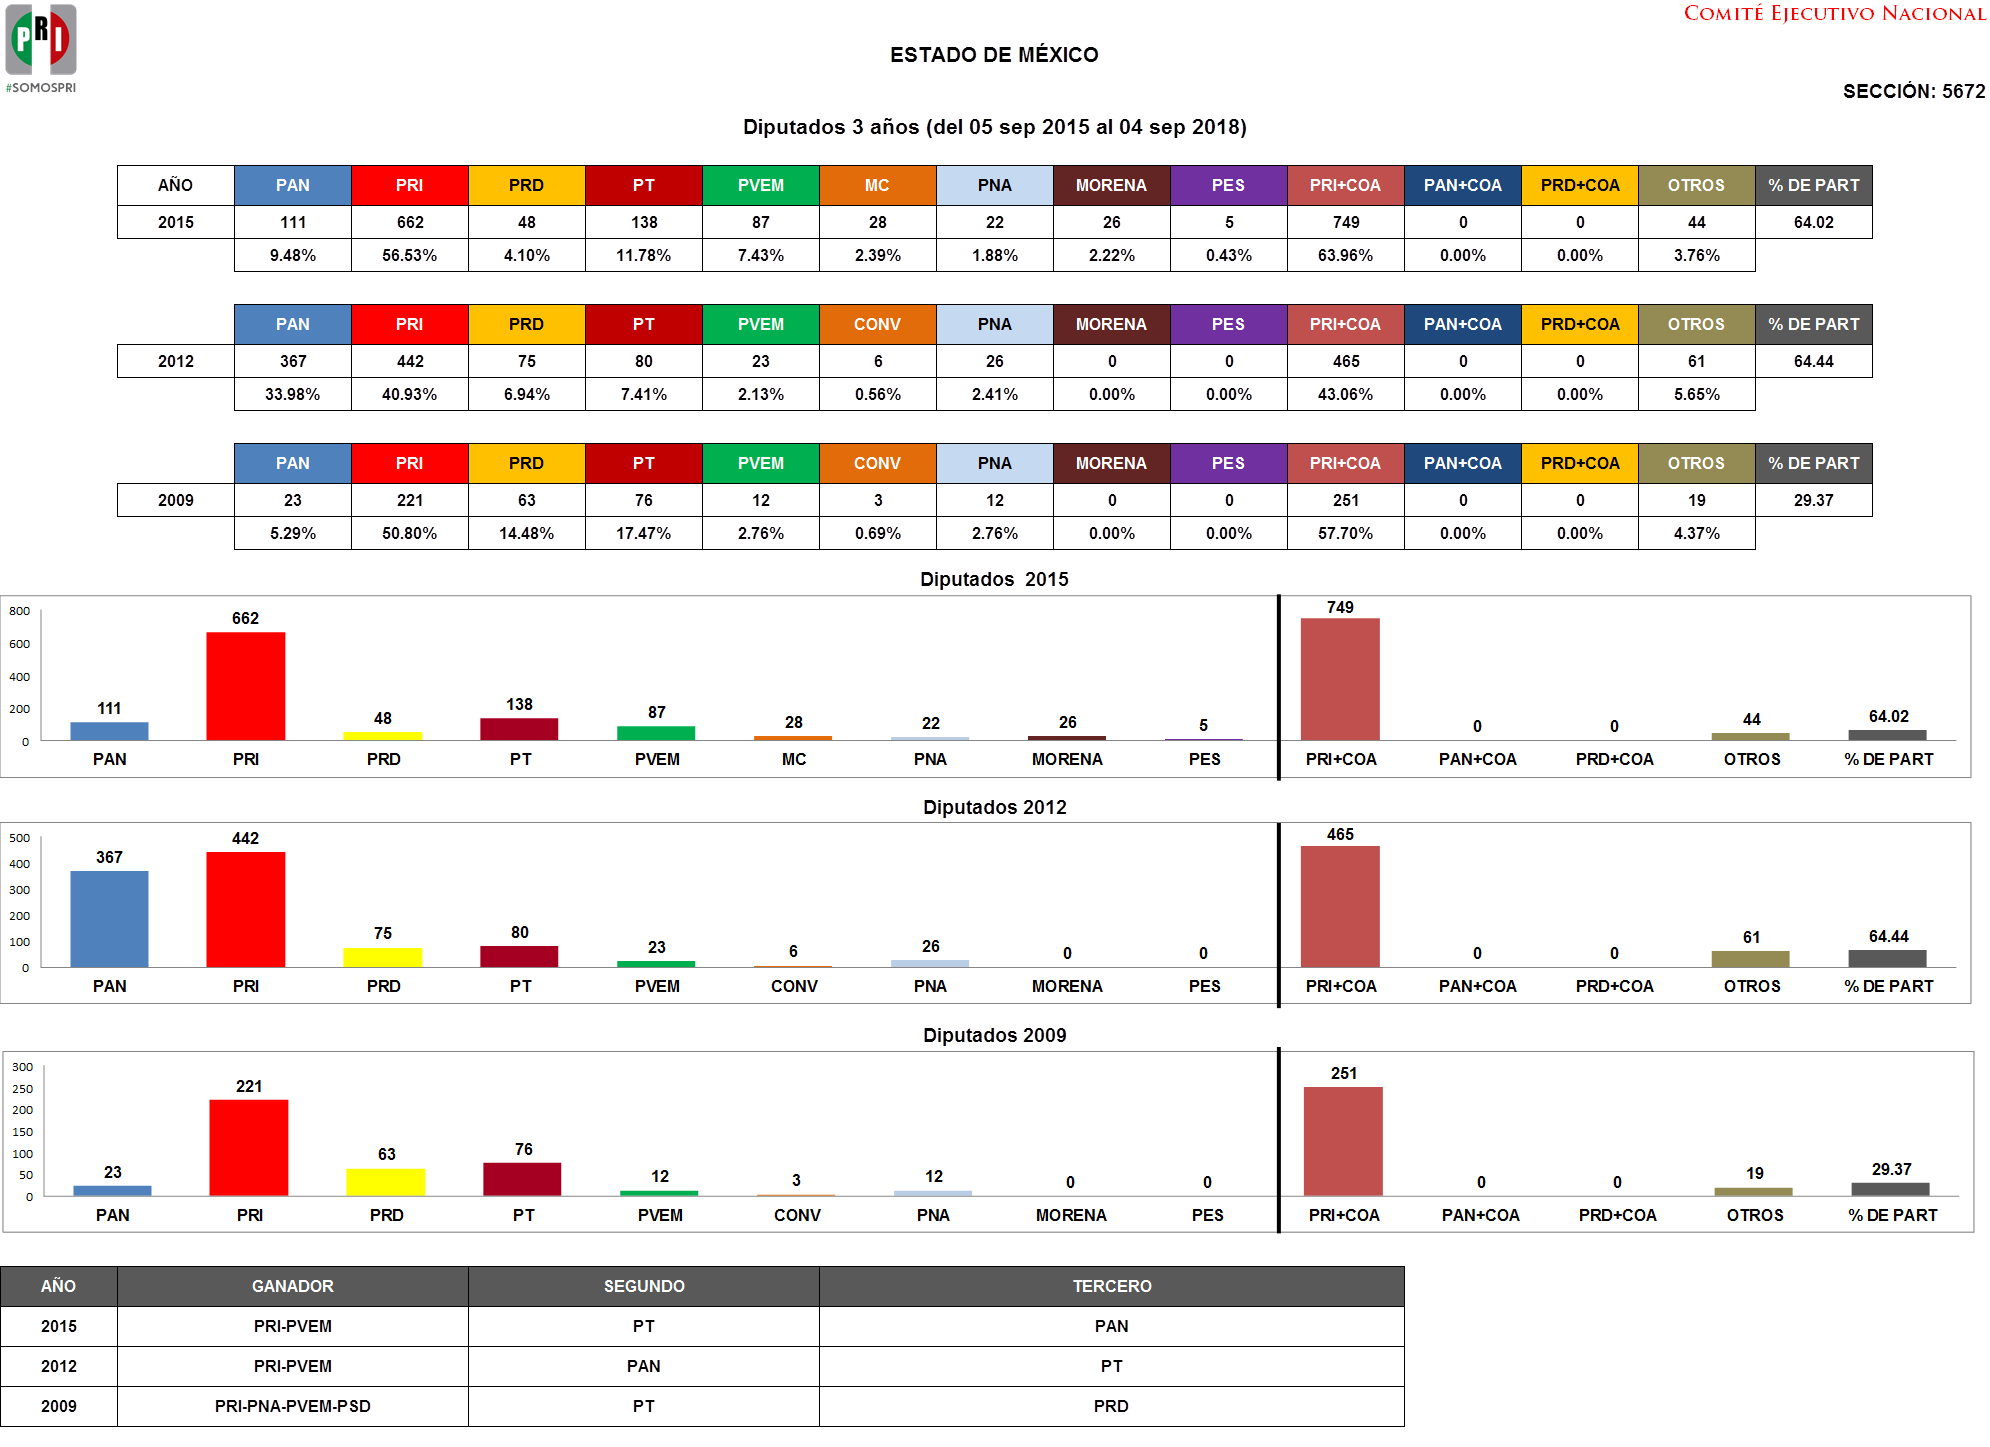 PRI
#SOMOSPRI
COMITÉ EJECUTIVO NACIONAL
ESTADO DE MÉXICO
SECCIÓN: 5672
Diputados 3 años (del 05 sep 2015 al 04 sep 2018)
AÑO PAN PRI PRD PT PVEM MC PNA MORENA PES PRI+COA PAN+COA PRD+COA OTROS % DE PART
2015 111 662 48 138 87 28 22 26 5 749 0 0 44 64.02
9.48% 56.53% 4.10% 11.78% 7.43% 2.39% 1.88% 2.22% 0.43% 63.96% 0.00% 0.00% 3.76%
PAN PRI PRD PT PVEM CONV PNA MORENA PES PRI+COA PAN+COA PRD+COA OTROS % DE PART
2012 367 442 75 80 23 6 26 0 0 465 0 0 61 64.44
33.98% 40.93% 6.94% 7.41% 2.13% 0.56% 2.41% 0.00% 0.00% 43.06% 0.00% 0.00% 5.65%
PAN PRI PRD PT PVEM CONV PNA MORENA PES PRI+COA PAN+COA PRD+COA OTROS % DE PART
2009 23 221 63 76 12 3 12 0 0 251 0 0 19 29.37
5.29% 50.80% 14.48% 17.47% 2.76% 0.69% 2.76% 0.00% 0.00% 57.70% 0.00% 0.00% 4.37%
Diputados 2015
800
600
400
200
0
111 662 48 138 87 28 22 26 5 749 0 0 44 64.02
PAN PRI PRD PT PVEM MC PNA MORENA PES PRI+COA PAN+COA PRD+COA OTROS % DE PART
Diputados 2012
500
400
300
200
100
0
367 442 75 80 23 6 26 0 0 465 0 0 61 64.44
PAN PRI PRD PT PVEM CONV PNA MORENA PES PRI+COA PAN+COA PRD+COA OTROS % DE PART
Diputados 2009
300
250
200
150
100
50
0
23 221 63 76 12 3 12 0 0 251 0 0 19 29.37
PAN PRI PRD PT PVEM CONV PNA MORENA PES PRI+COA PAN+COA PRD+COA OTROS % DE PART
AÑO GANADOR SEGUNDO TERCERO
2015 PRI-PVEM PT PAN
2012 PRI-PVEM PAN PT
2009 PRI-PNA-PVEM-PSD PT PRD